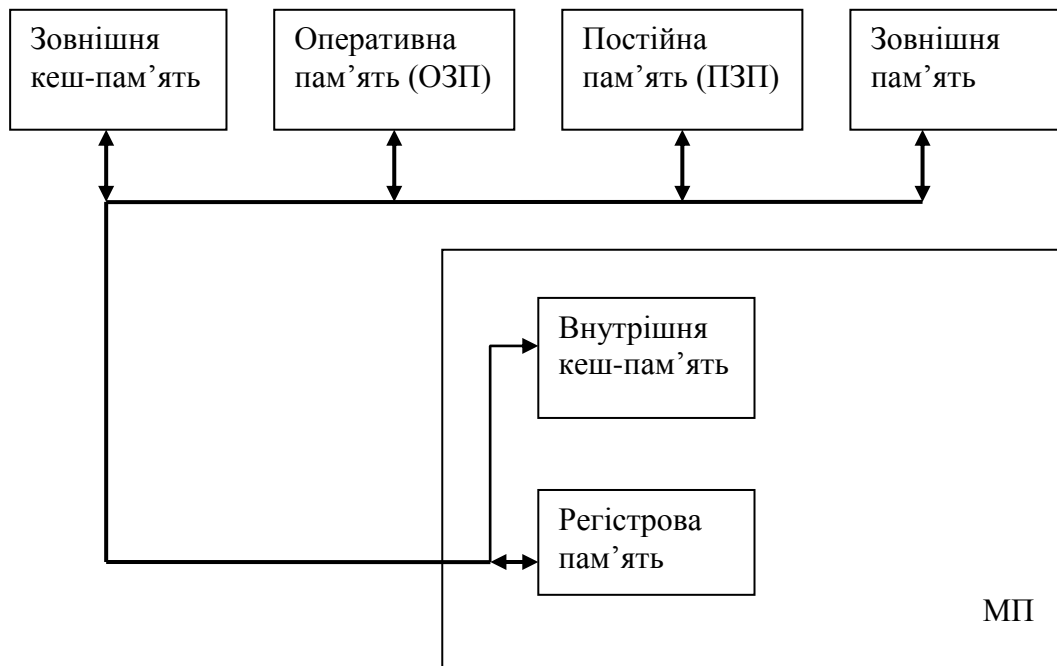 Зовнішня
кеш-пам’ять
Оперативна
пам’ять (ОЗП)
Постійна
пам’ять (ПЗП)
Зовнішня
пам’ять
Внутрішня
кеш-пам’ять
Регістрова
пам’ять
МП